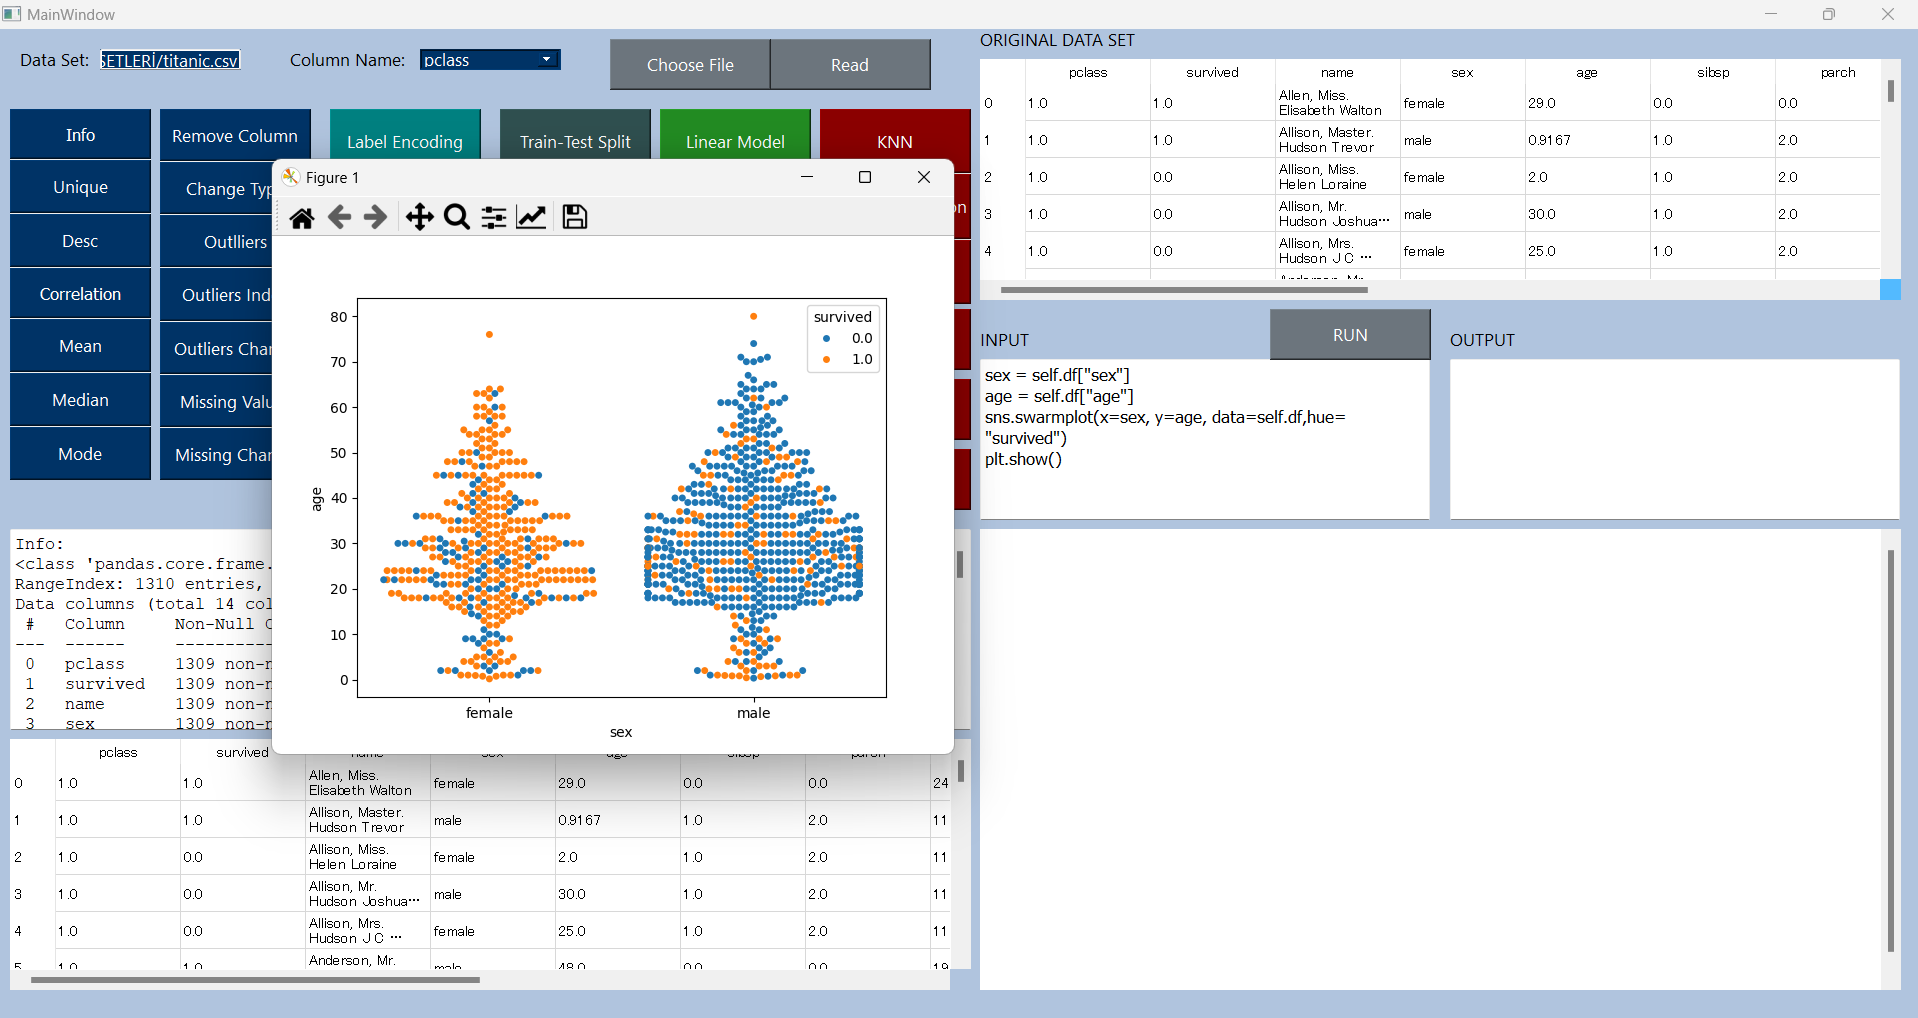 MainWindow
Data Set: SETLERİ/titanic.csv
Column Name: pclass
Choose File
Read
Info
Unique
Desc
Correlation
Mean
Median
Mode
Remove Column
Change Typ
Outlliers
Outliers Ind
Outliers Char
Missing Valu
Missing Char
Label Encoding
Train-Test Split
Linear Model
KNN
on
Figure 1
survived
0.0
1.0
80
70
60
50
40
30
20
10
0
age
female male
sex
Info:
<class 'pandas.core.frame.
RangeIndex: 1310 entries,
Data columns (total 14 col
# Column Non-Null C
--- ------ ----------
0 pclass 1309 non-n
1 survived 1309 non-n
2 name 1309 non-n
3 sex 1309 non-n
pclass survived name sex age sibsp parch
0 1.0 1.0 Allen, Miss. Elisabeth Walton female 29.0 0.0 0.0 24
1 1.0 1.0 Allison, Master. Hudson Trevor male 0.9167 1.0 2.0 11
2 1.0 0.0 Allison, Miss. Helen Loraine female 2.0 1.0 2.0 11
3 1.0 0.0 Allison, Mr. Hudson Joshua… male 30.0 1.0 2.0 11
4 1.0 0.0 Allison, Mrs. Hudson J C … female 25.0 1.0 2.0 11
5 1.0 1.0 Anderson, Mr. male 48.0 0.0 0.0 19
ORIGINAL DATA SET
pclass survived name sex age sibsp parch
0 1.0 1.0 Allen, Miss. Elisabeth Walton female 29.0 0.0 0.0
1 1.0 1.0 Allison, Master. Hudson Trevor male 0.9167 1.0 2.0
2 1.0 0.0 Allison, Miss. Helen Loraine female 2.0 1.0 2.0
3 1.0 0.0 Allison, Mr. Hudson Joshua… male 30.0 1.0 2.0
4 1.0 0.0 Allison, Mrs. Hudson J C … female 25.0 1.0 2.0
Anderson, Mr.
INPUT
RUN
OUTPUT
sex = self.df["sex"]
age = self.df["age"]
sns.swarmplot(x=sex, y=age, data=self.df,hue=
"survived")
plt.show()